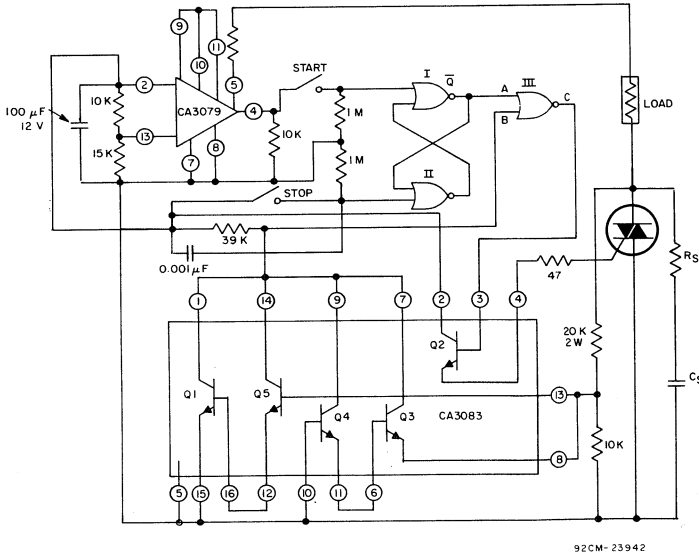 9
10
11
5
START
I
Q̅
III
A
B
C
2
CA3079
4
LOAD
100 μF
12 V
10 K
13
15 K
10 K
1 M
7
8
1 M
II
STOP
39 K
0.001 μF
47
R_S
1
14
9
7
2
3
4
Q2
20 K
2 W
C_S
Q1
Q5
Q4
Q3
CA3083
13
10 K
8
5
15
16
12
10
11
6
92CM-23942